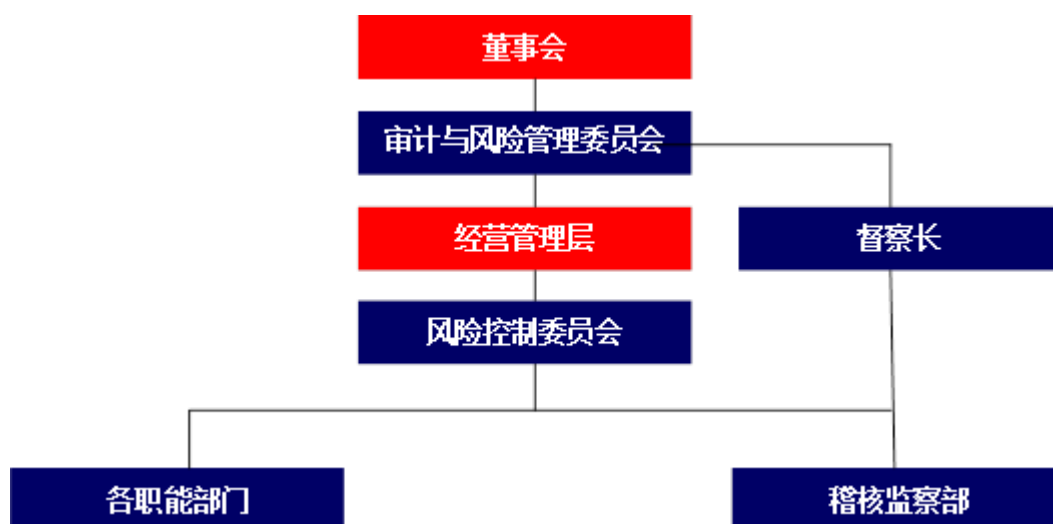 董事会
审计与风险管理委员会
经营管理层
督察长
风险控制委员会
各职能部门
稽核监察部